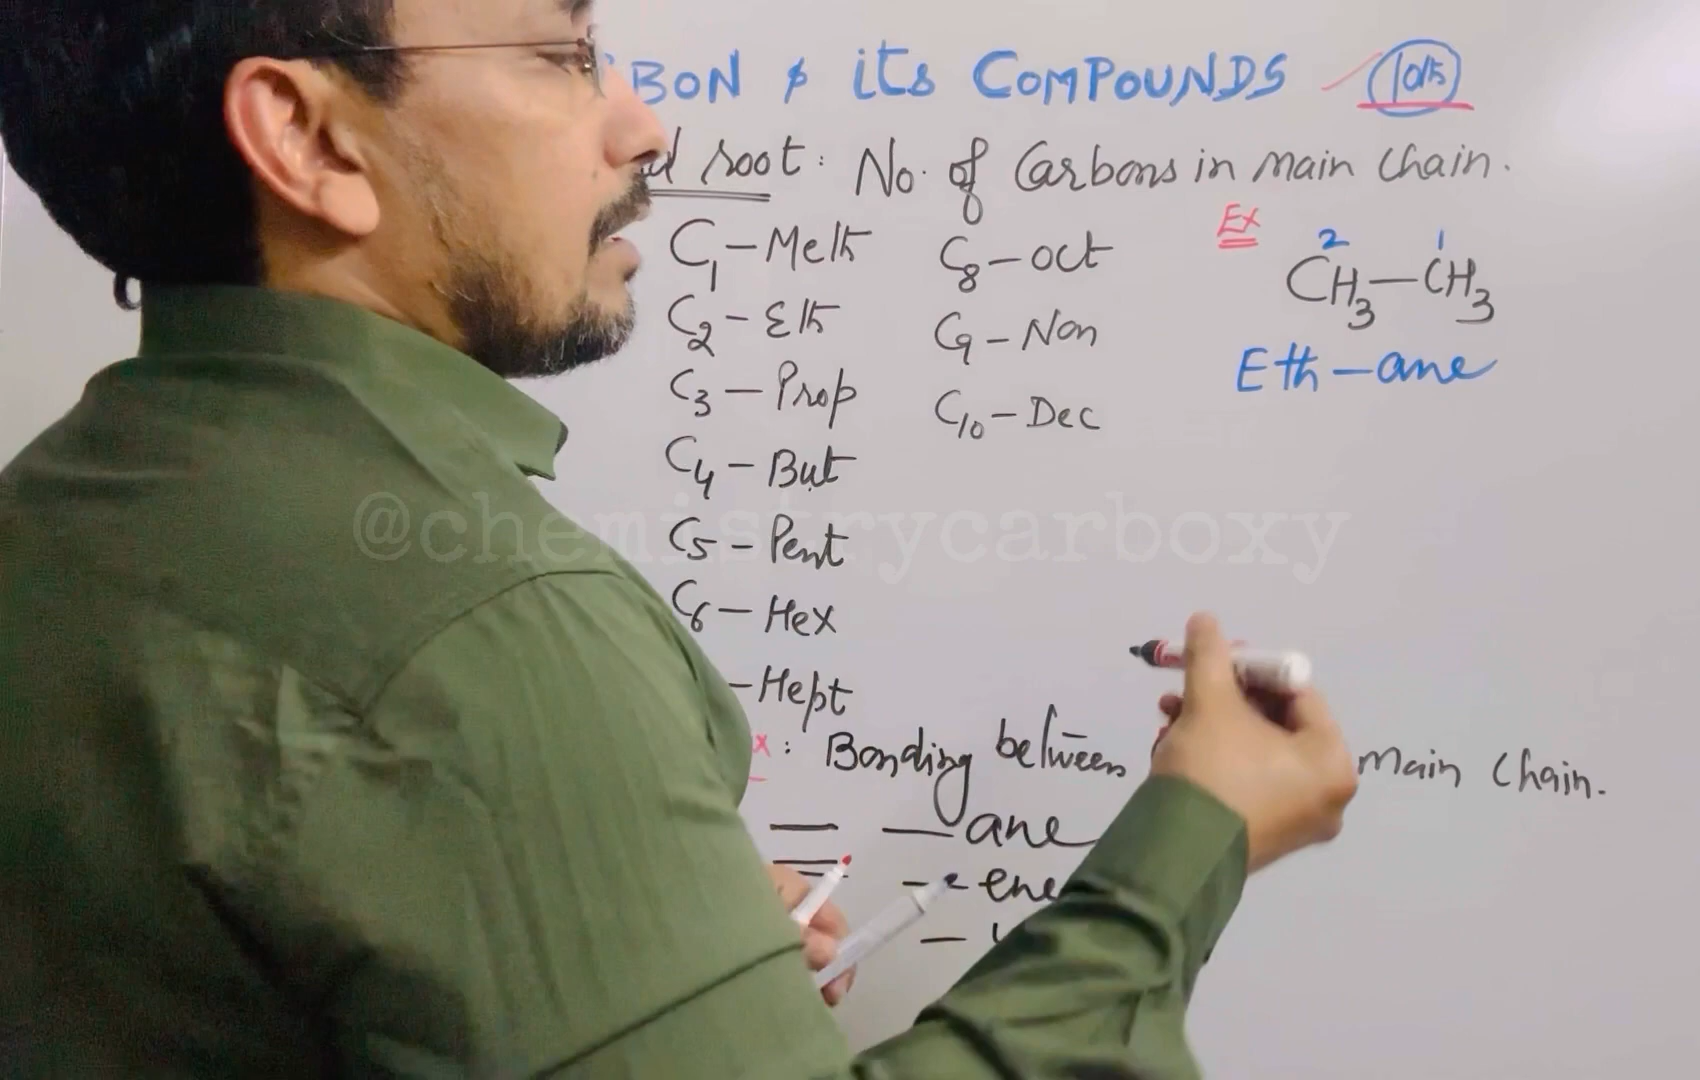 BON & its COMPOUNDS 10th
root: No. of Carbons in main chain.
C1 – Meth
C2 – Eth
C3 – Prop
C4 – But
C5 – Pent
C6 – Hex
– Hept
C8 – oct
C9 – Non
C10 – Dec
Ex
2 1
CH3 – CH3
Eth – ane
@chemistrycarboxy
: Bonding between main chain.
— — ane
= – ene